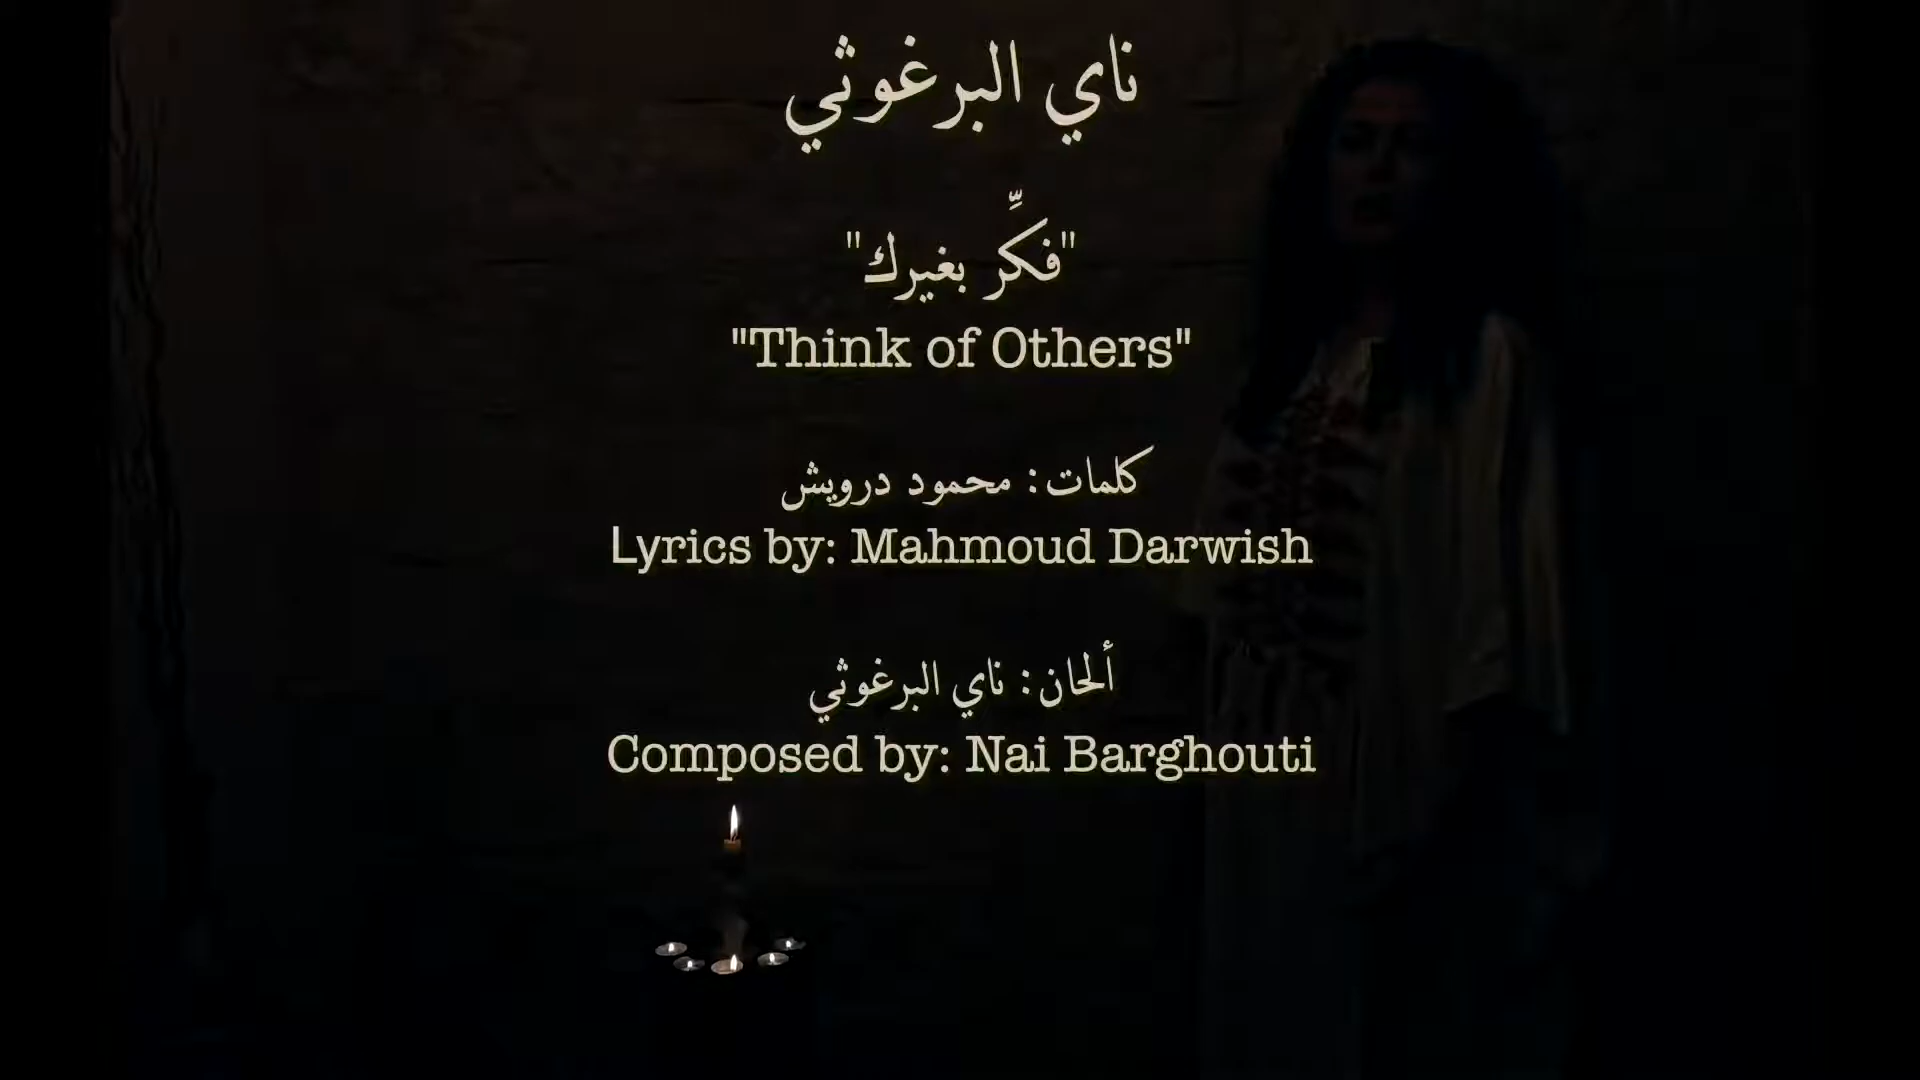 ناي البرغوثي
"فكِّر بغيرك"
"Think of Others"
كلمات: محمود درويش
Lyrics by: Mahmoud Darwish
ألحان: ناي البرغوثي
Composed by: Nai Barghouti